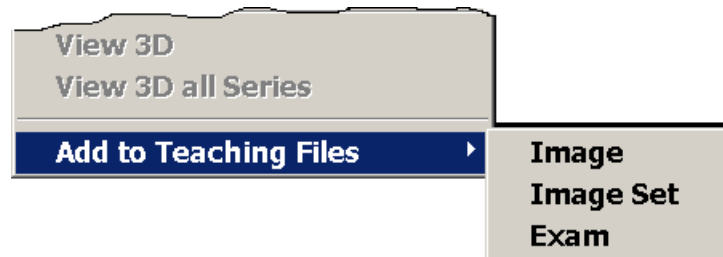 View 3D
View 3D all Series
Add to Teaching Files
Image
Image Set
Exam